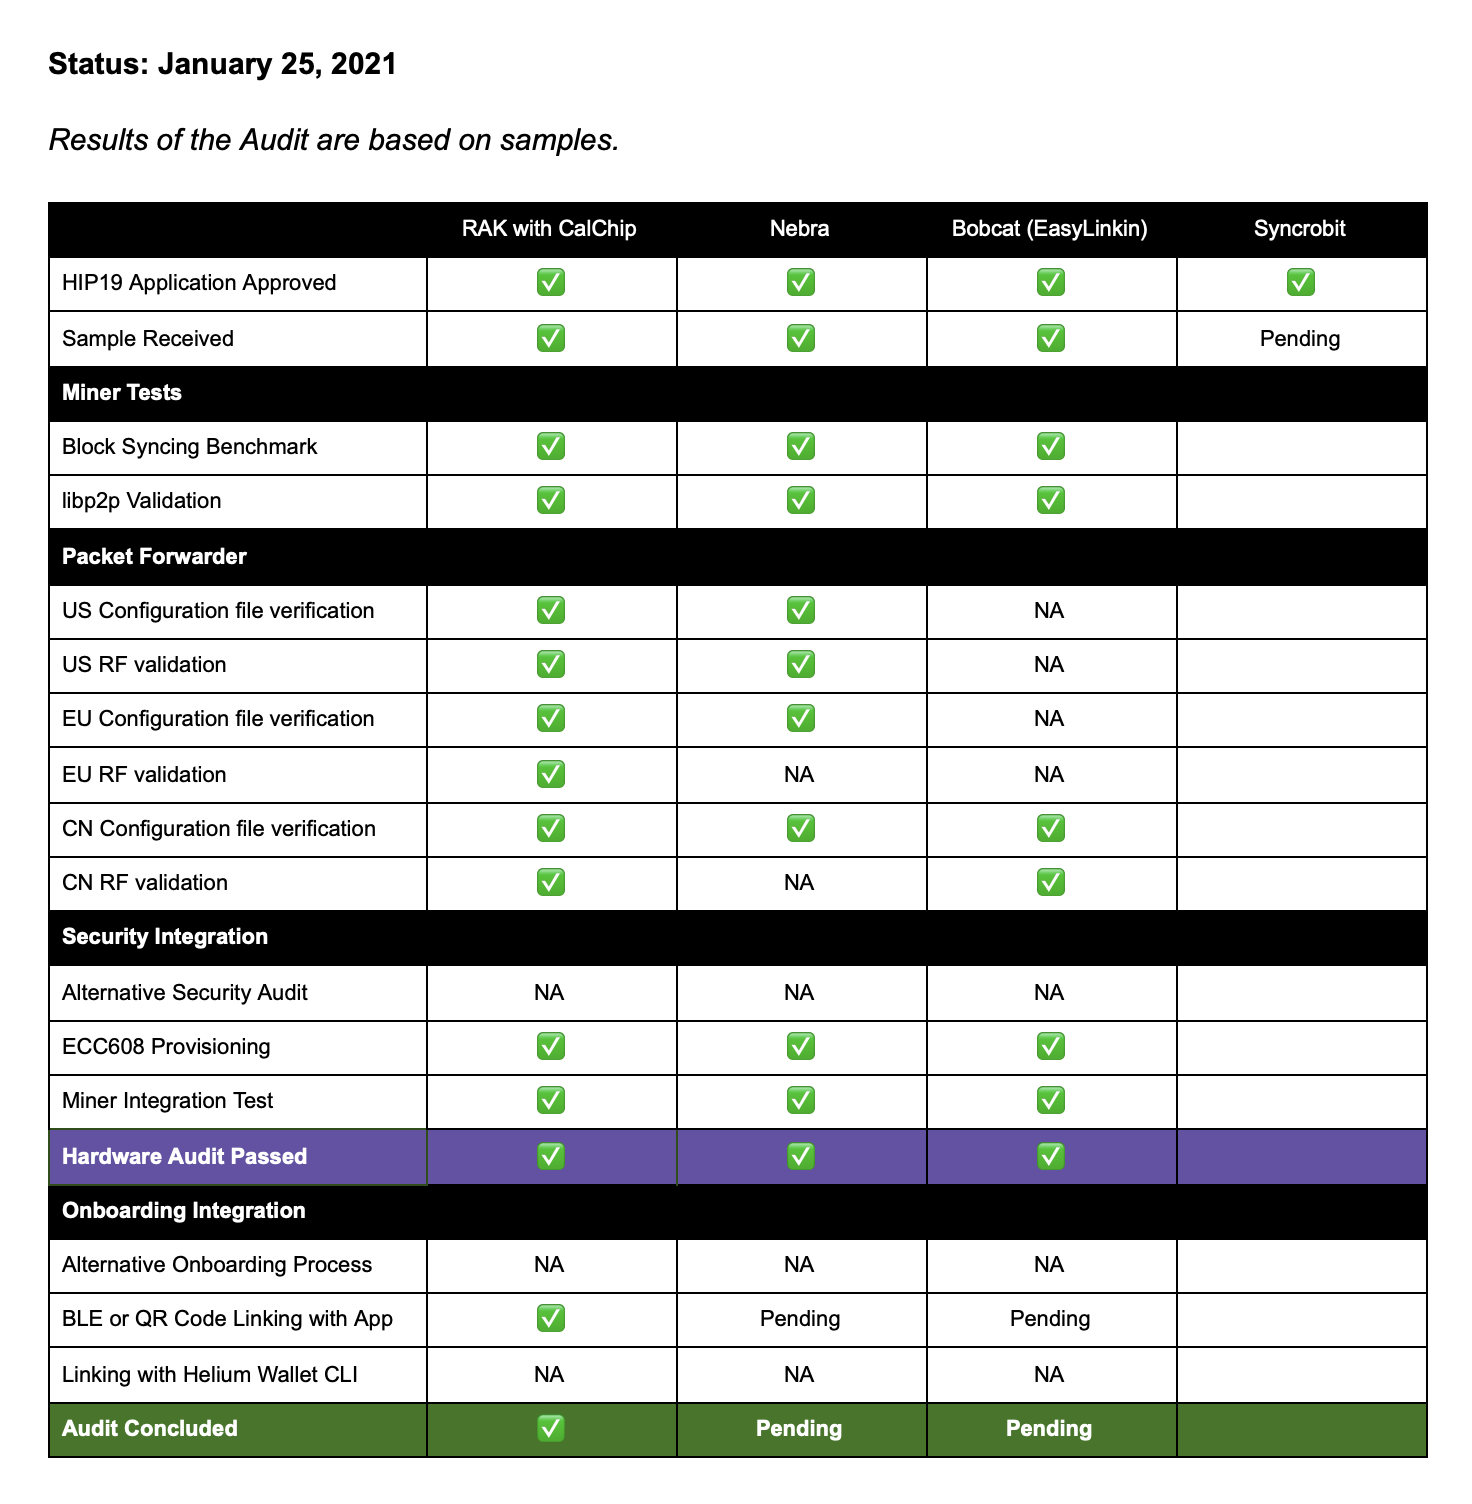 Status: January 25, 2021
Results of the Audit are based on samples.
RAK with CalChip Nebra Bobcat (EasyLinkin) Syncrobit
HIP19 Application Approved ✅ ✅ ✅ ✅
Sample Received ✅ ✅ ✅ Pending
Miner Tests
Block Syncing Benchmark ✅ ✅ ✅
libp2p Validation ✅ ✅ ✅
Packet Forwarder
US Configuration file verification ✅ ✅ NA
US RF validation ✅ ✅ NA
EU Configuration file verification ✅ ✅ NA
EU RF validation ✅ NA NA
CN Configuration file verification ✅ ✅ ✅
CN RF validation ✅ NA ✅
Security Integration
Alternative Security Audit NA NA NA
ECC608 Provisioning ✅ ✅ ✅
Miner Integration Test ✅ ✅ ✅
Hardware Audit Passed ✅ ✅ ✅
Onboarding Integration
Alternative Onboarding Process NA NA NA
BLE or QR Code Linking with App ✅ Pending Pending
Linking with Helium Wallet CLI NA NA NA
Audit Concluded ✅ Pending Pending